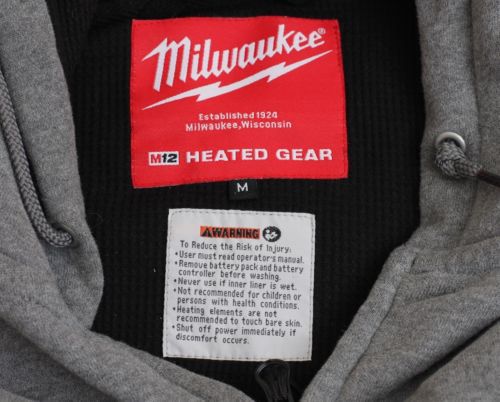 Milwaukee
Established 1924
Milwaukee, Wisconsin
M12 HEATED GEAR
M
WARNING
To Reduce the Risk of Injury:
•User must read operator's manual.
•Remove battery pack and battery
controller before washing.
•Never use if inner liner is wet.
•Not recommended for children or
persons with health conditions.
•Heating elements are not
recommended to touch bare skin.
•Shut off power immediately if
discomfort occurs.